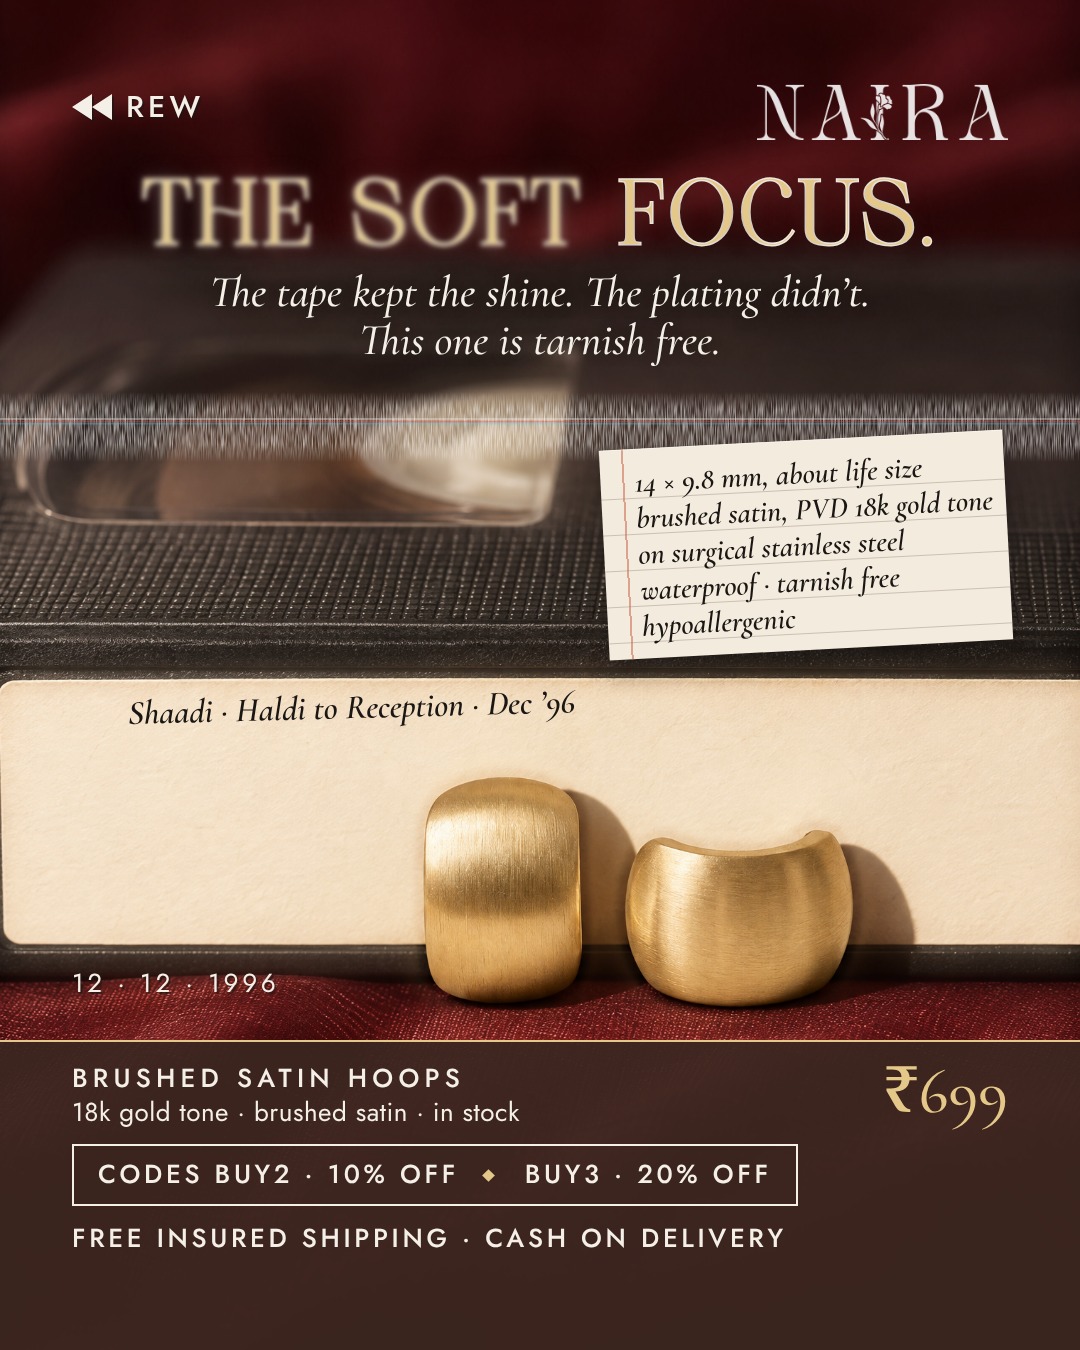 REW
NAIRA
THE SOFT FOCUS.
The tape kept the shine. The plating didn’t.
This one is tarnish free.
14 × 9.8 mm, about life size
brushed satin, PVD 18k gold tone
on surgical stainless steel
waterproof · tarnish free
hypoallergenic
Shaadi · Haldi to Reception · Dec ’96
12 · 12 · 1996
BRUSHED SATIN HOOPS
₹699
18k gold tone · brushed satin · in stock
CODES BUY2 · 10% OFF ◆ BUY3 · 20% OFF
FREE INSURED SHIPPING · CASH ON DELIVERY